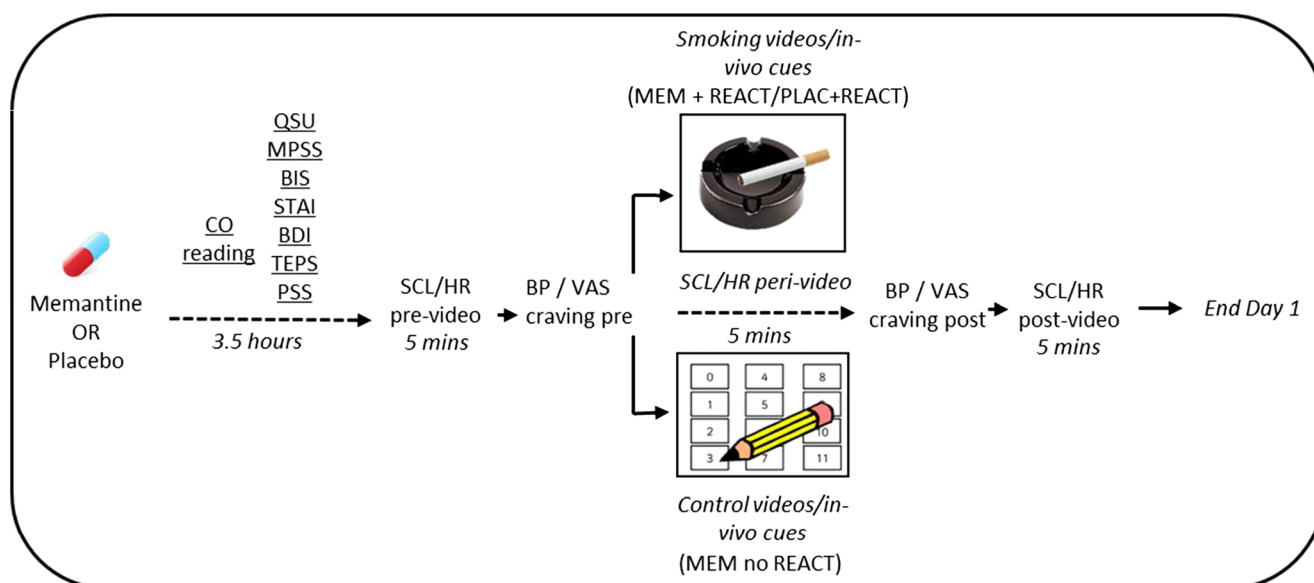 Memantine
OR
Placebo
CO
reading
QSU
MPSS
BIS
STAI
BDI
TEPS
PSS
3.5 hours
SCL/HR
pre-video
5 mins
BP / VAS
craving pre
Smoking videos/in-
vivo cues
(MEM + REACT/PLAC+REACT)
SCL/HR peri-video
5 mins
0 4 8
1 5
2 10
3 7 11
Control videos/in-
vivo cues
(MEM no REACT)
BP / VAS
craving post
SCL/HR
post-video
5 mins
End Day 1